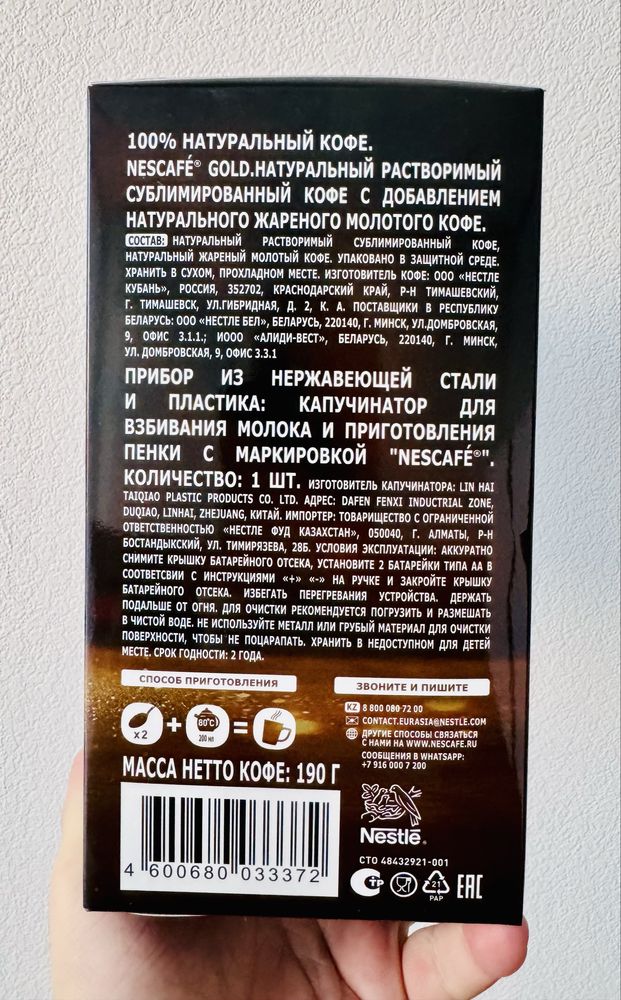 100% НАТУРАЛЬНЫЙ КОФЕ.
NESCAFÉ® GOLD.НАТУРАЛЬНЫЙ РАСТВОРИМЫЙ
СУБЛИМИРОВАННЫЙ КОФЕ С ДОБАВЛЕНИЕМ
НАТУРАЛЬНОГО ЖАРЕНОГО МОЛОТОГО КОФЕ.
СОСТАВ: НАТУРАЛЬНЫЙ РАСТВОРИМЫЙ СУБЛИМИРОВАННЫЙ КОФЕ,
НАТУРАЛЬНЫЙ ЖАРЕНЫЙ МОЛОТЫЙ КОФЕ. УПАКОВАНО В ЗАЩИТНОЙ СРЕДЕ.
ХРАНИТЬ В СУХОМ, ПРОХЛАДНОМ МЕСТЕ. ИЗГОТОВИТЕЛЬ КОФЕ: ООО «НЕСТЛЕ
КУБАНЬ», РОССИЯ, 352702, КРАСНОДАРСКИЙ КРАЙ, Р-Н ТИМАШЕВСКИЙ,
Г. ТИМАШЕВСК, УЛ.ГИБРИДНАЯ, Д. 2, К. А. ПОСТАВЩИКИ В РЕСПУБЛИКУ
БЕЛАРУСЬ: ООО «НЕСТЛЕ БЕЛ», БЕЛАРУСЬ, 220140, Г. МИНСК, УЛ.ДОМБРОВСКАЯ,
9, ОФИС 3.1.1.; ИООО «АЛИДИ-ВЕСТ», БЕЛАРУСЬ, 220140, Г. МИНСК,
УЛ. ДОМБРОВСКАЯ, 9, ОФИС 3.3.1
ПРИБОР ИЗ НЕРЖАВЕЮЩЕЙ СТАЛИ
И ПЛАСТИКА: КАПУЧИНАТОР ДЛЯ
ВЗБИВАНИЯ МОЛОКА И ПРИГОТОВЛЕНИЯ
ПЕНКИ С МАРКИРОВКОЙ "NESCAFÉ®".
КОЛИЧЕСТВО: 1 ШТ. ИЗГОТОВИТЕЛЬ КАПУЧИНАТОРА: LIN HAI
TAIQIAO PLASTIC PRODUCTS CO. LTD. АДРЕС: DAFEN FENXI INDUCTRIAL ZONE,
DUQIAO, LINHAI, ZHEJUANG, КИТАЙ. ИМПОРТЕР: ТОВАРИЩЕСТВО С ОГРАНИЧЕННОЙ
ОТВЕТСТВЕННОСТЬЮ «НЕСТЛЕ ФУД КАЗАХСТАН», 050040, Г. АЛМАТЫ, Р-Н
БОСТАНДЫКСКИЙ, УЛ. ТИМИРЯЗЕВА, 28Б. УСЛОВИЯ ЭКСПЛУАТАЦИИ: АККУРАТНО
СНИМИТЕ КРЫШКУ БАТАРЕЙНОГО ОТСЕКА, УСТАНОВИТЕ 2 БАТАРЕЙКИ ТИПА АА В
СООТВЕТСВИИ С ИНСТРУКЦИЯМИ «+» «-» НА РУЧКЕ И ЗАКРОЙТЕ КРЫШКУ
БАТАРЕЙНОГО ОТСЕКА. ИЗБЕГАТЬ ПЕРЕГРЕВАНИЯ УСТРОЙСТВА. ДЕРЖАТЬ
ПОДАЛЬШЕ ОТ ОГНЯ. ДЛЯ ОЧИСТКИ РЕКОМЕНДУЕТСЯ ПОГРУЗИТЬ И РАЗМЕШАТЬ
В ЧИСТОЙ ВОДЕ. НЕ ИСПОЛЬЗУЙТЕ МЕТАЛЛ ИЛИ ГРУБЫЙ МАТЕРИАЛ ДЛЯ ОЧИСТКИ
ПОВЕРХНОСТИ, ЧТОБЫ НЕ ПОЦАРАПАТЬ. ХРАНИТЬ В НЕДОСТУПНОМ ДЛЯ ДЕТЕЙ
МЕСТЕ. СРОК ГОДНОСТИ: 2 ГОДА.
СПОСОБ ПРИГОТОВЛЕНИЯ
x2 + 80°C 200 мл =
МАССА НЕТТО КОФЕ: 190 Г
4 600680 033372
ЗВОНИТЕ И ПИШИТЕ
KZ 8 800 080 72 00
CONTACT.EURASIA@NESTLE.COM
ДРУГИЕ СПОСОБЫ СВЯЗАТЬСЯ
С НАМИ НА WWW.NESCAFE.RU
СООБЩЕНИЯ В WHATSAPP:
+7 916 000 7 200
Nestlé®
СТО 48432921-001
СТР 21 PAP EAC